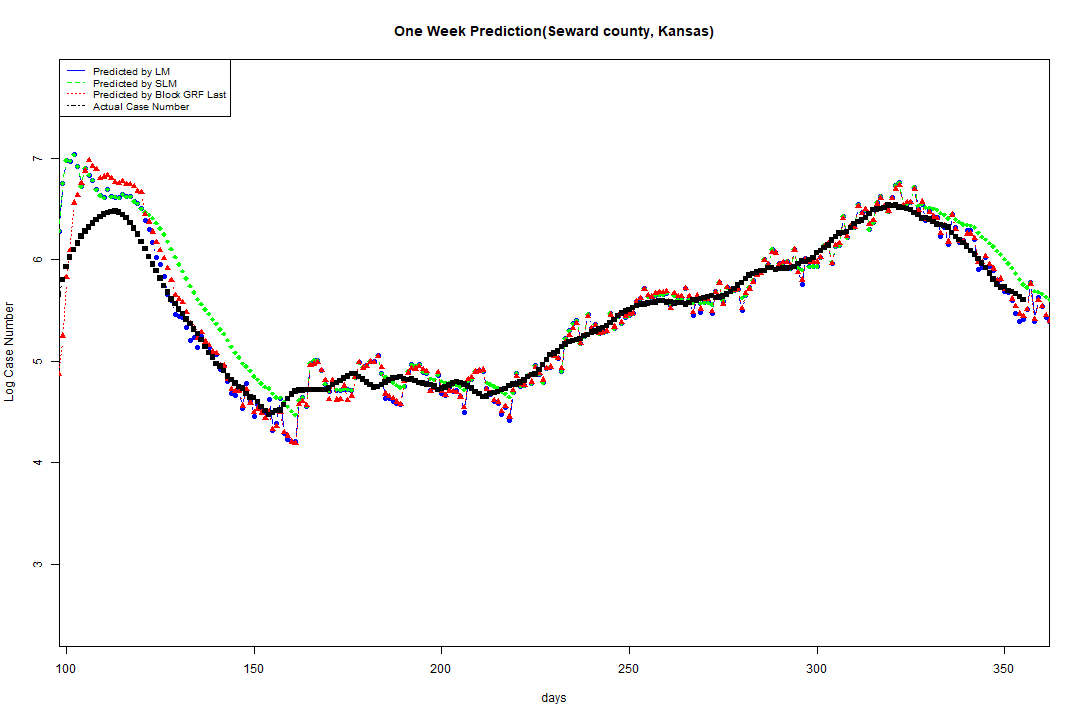 One Week Prediction(Seward county, Kansas)
Predicted by LM
Predicted by SLM
Predicted by Block GRF Last
Actual Case Number
Log Case Number
7
6
5
4
3
100 150 200 250 300 350
days